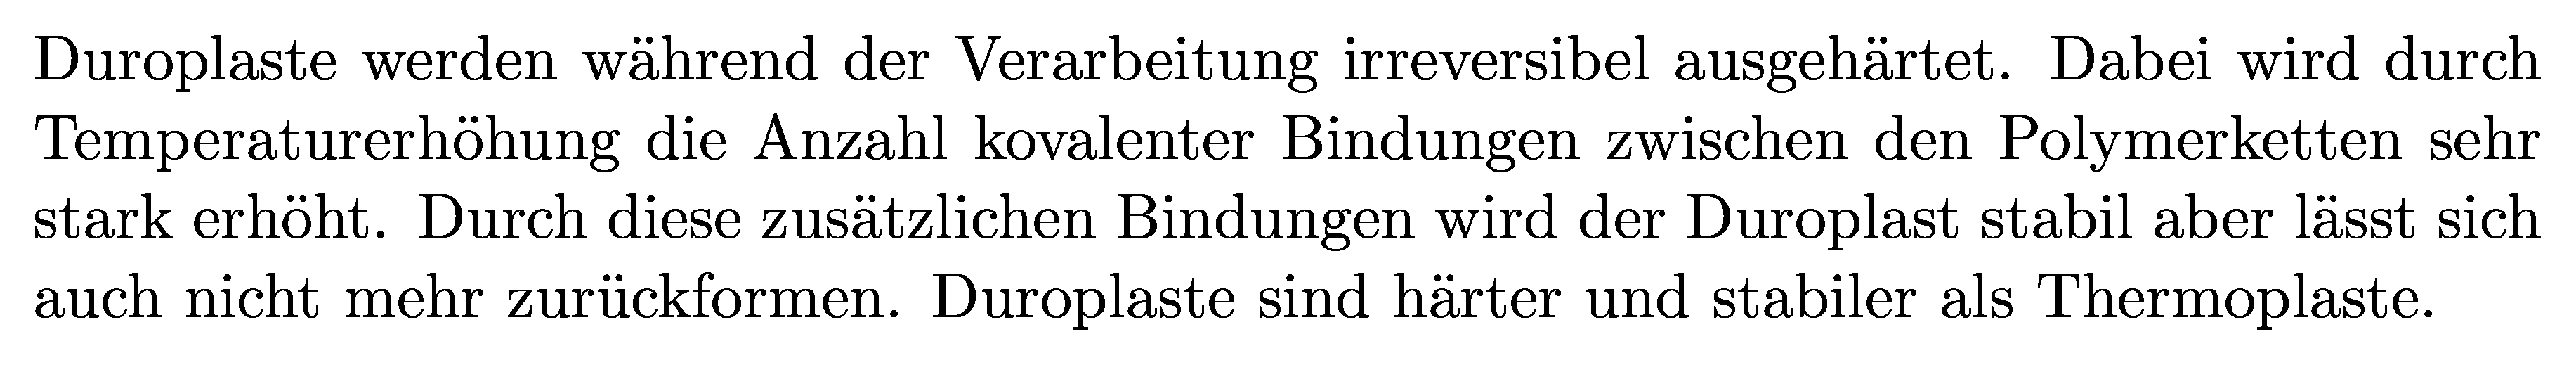 Duroplaste werden während der Verarbeitung irreversibel ausgehärtet. Dabei wird durch
Temperaturerhöhung die Anzahl kovalenter Bindungen zwischen den Polymerketten sehr
stark erhöht. Durch diese zusätzlichen Bindungen wird der Duroplast stabil aber lässt sich
auch nicht mehr zurückformen. Duroplaste sind härter und stabiler als Thermoplaste.